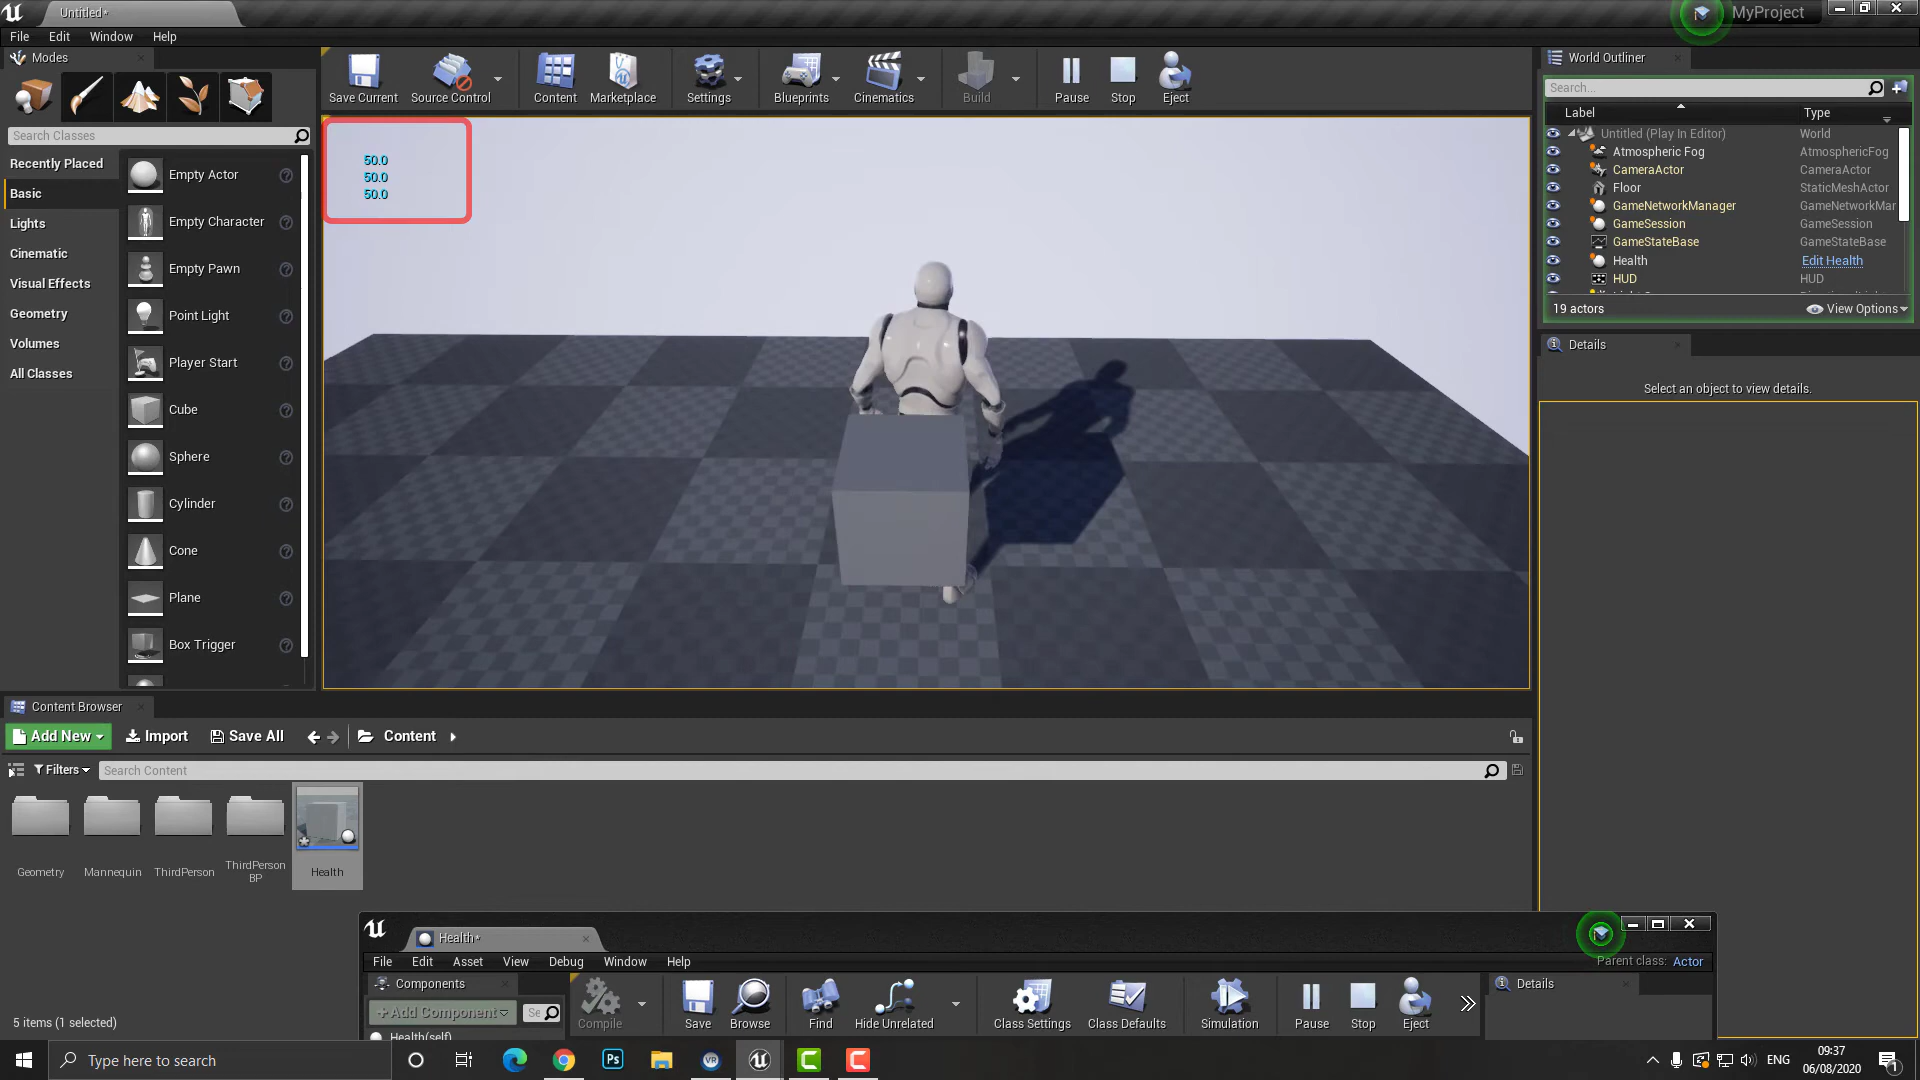 Untitled*
MyProject
File Edit Window Help
Modes
Search Classes
Recently Placed
Basic
Lights
Cinematic
Visual Effects
Geometry
Volumes
All Classes
Empty Actor
Empty Character
Empty Pawn
Point Light
Player Start
Cube
Sphere
Cylinder
Cone
Plane
Box Trigger
Save Current
Source Control
Content
Marketplace
Settings
Blueprints
Cinematics
Build
Pause
Stop
Eject
50.0
50.0
50.0
World Outliner
Search...
Label Type
Untitled (Play In Editor) World
Atmospheric Fog AtmosphericFog
CameraActor CameraActor
Floor StaticMeshActor
GameNetworkManager GameNetworkMar
GameSession GameSession
GameStateBase GameStateBase
Health Edit Health
HUD HUD
19 actors View Options
Details
Select an object to view details.
Content Browser
Add New Import Save All Content
Filters Search Content
Geometry
Mannequin
ThirdPerson
ThirdPerson
BP
Health
5 items (1 selected)
Health*
File Edit Asset View Debug Window Help
Parent class: Actor
Components
+Add Component Se
Health(self)
Compile
Save
Browse
Find
Hide Unrelated
Class Settings
Class Defaults
Simulation
Pause
Stop
Eject
Details
Type here to search
Ps
VR
ENG
09:37
06/08/2020
1